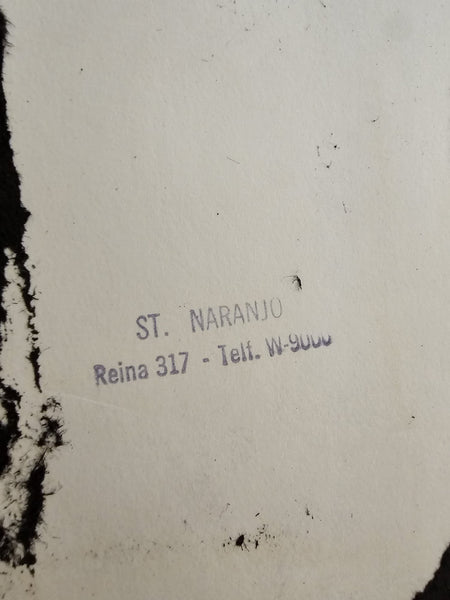 ST. NARANJO
Reina 317 - Telf. W-9000